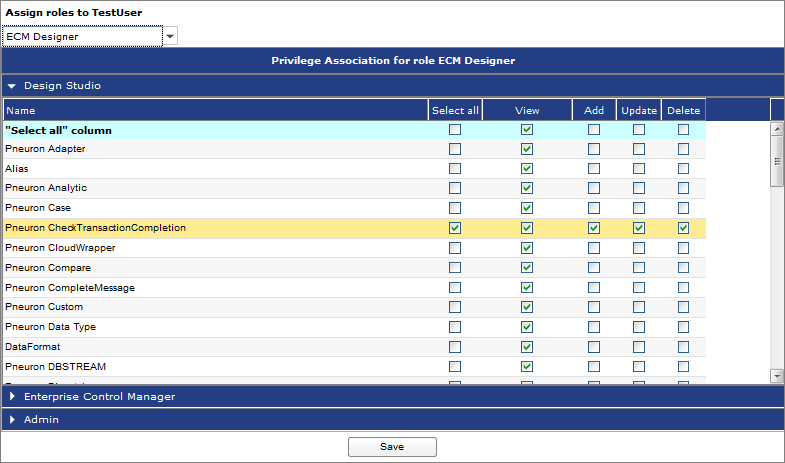 Assign roles to TestUser
ECM Designer
Privilege Association for role ECM Designer
Design Studio
Name Select all View Add Update Delete
"Select all" column
Pneuron Adapter
Alias
Pneuron Analytic
Pneuron Case
Pneuron CheckTransactionCompletion
Pneuron CloudWrapper
Pneuron Compare
Pneuron CompleteMessage
Pneuron Custom
Pneuron Data Type
DataFormat
Pneuron DBSTREAM
Enterprise Control Manager
Admin
Save